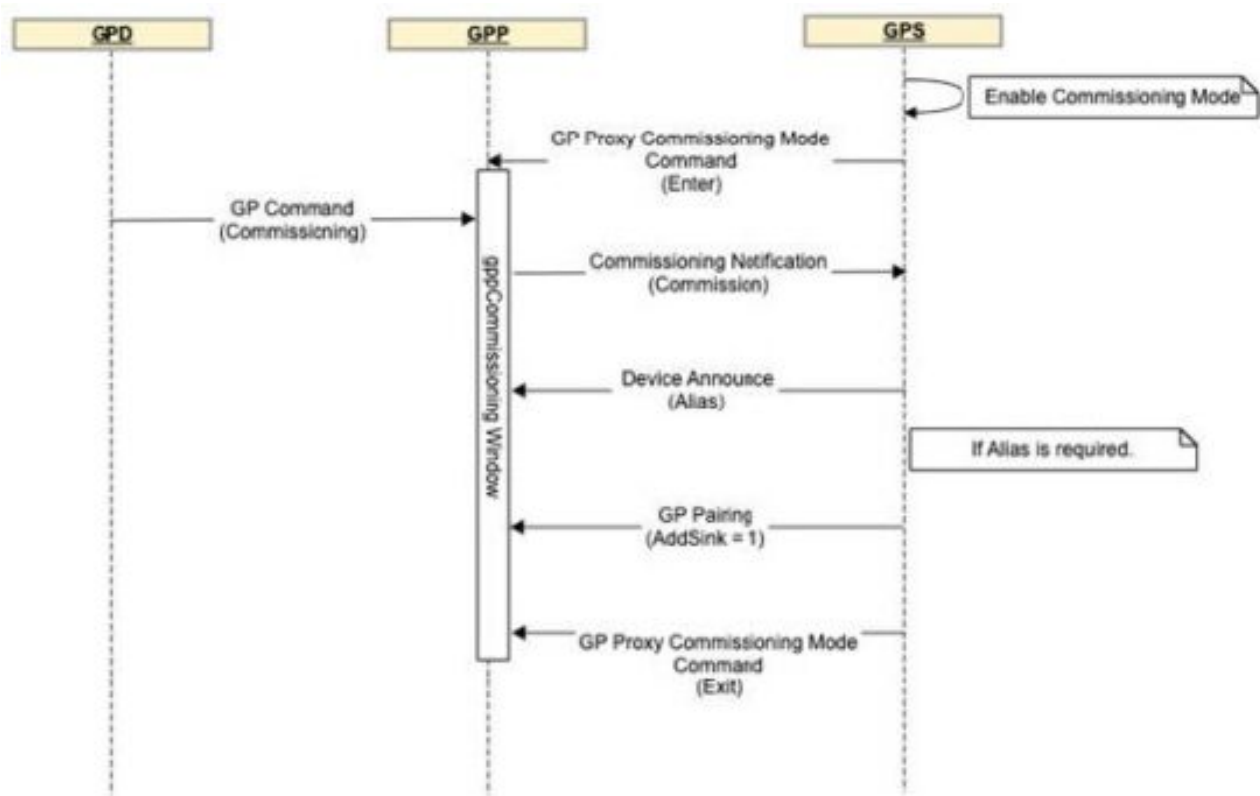 GPD
GPP
GPS
Enable Commissioning Mode
GP Proxy Commissioning Mode
Command
(Enter)
GP Command
(Commissioning)
Commissioning Notification
(Commission)
gppCommissioning Window
Device Announce
(Alias)
If Alias is required.
GP Pairing
(AddSink = 1)
GP Proxy Commissioning Mode
Command
(Exit)